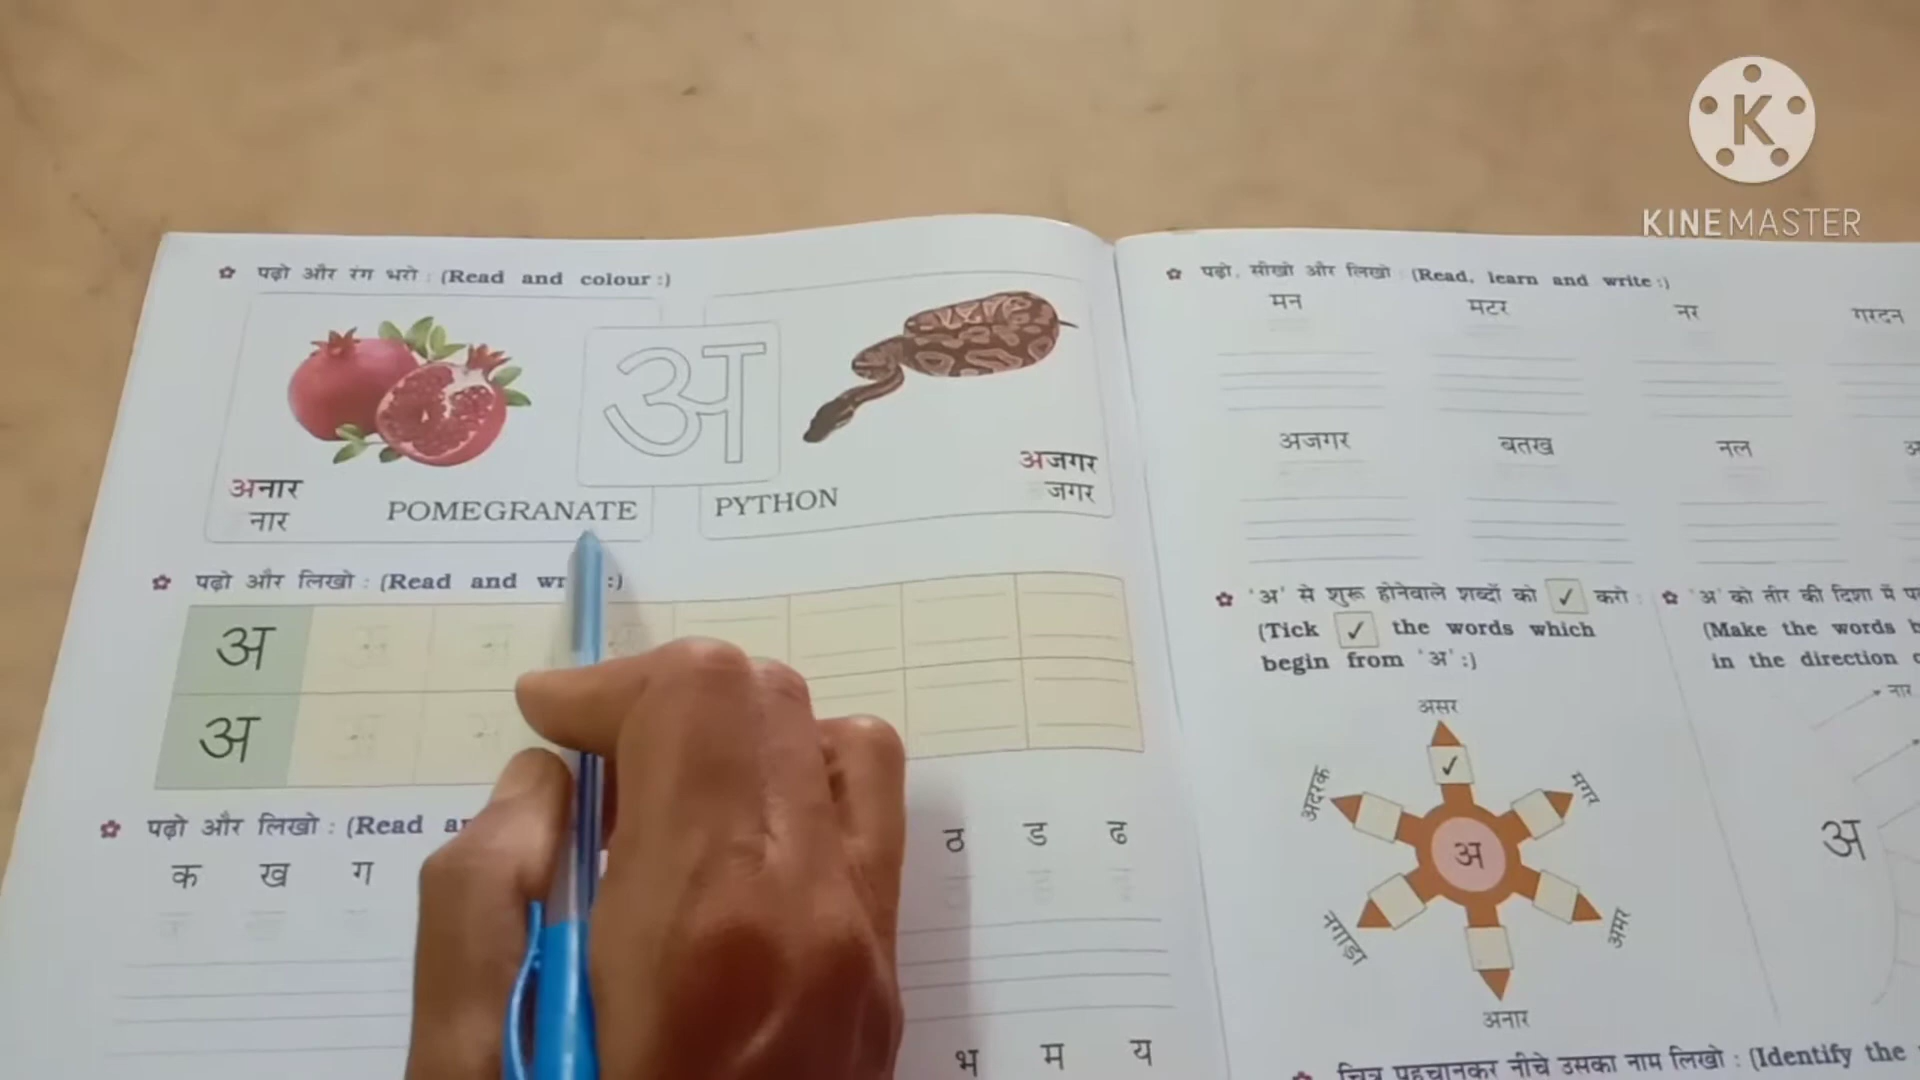 KINEMASTER
पढ़ो और रंग भरो : (Read and colour :)
अ
अनार
नार
POMEGRANATE
PYTHON
अजगर
जगर
पढ़ो और लिखो : (Read and :)
अ अ अ
अ अ अ
पढ़ो और लिखो : (Read
क ख ग ठ ड ढ
भ म य
पढ़ो, सीखो और लिखो : (Read, learn and write :)
मन मटर नर गरदन
अजगर बतख नल
'अ' से शुरू होनेवाले शब्दों को ✓ करो :
(Tick ✓ the words which
begin from 'अ' :)
असर
✓
अदरक
मगर
अ
नगाड़ा
अमर
अनार
'अ' को तीर की दिशा में
(Make the words
in the direction
नार
अ
चित्र पहचानकर नीचे उसका नाम लिखो : (Identify the